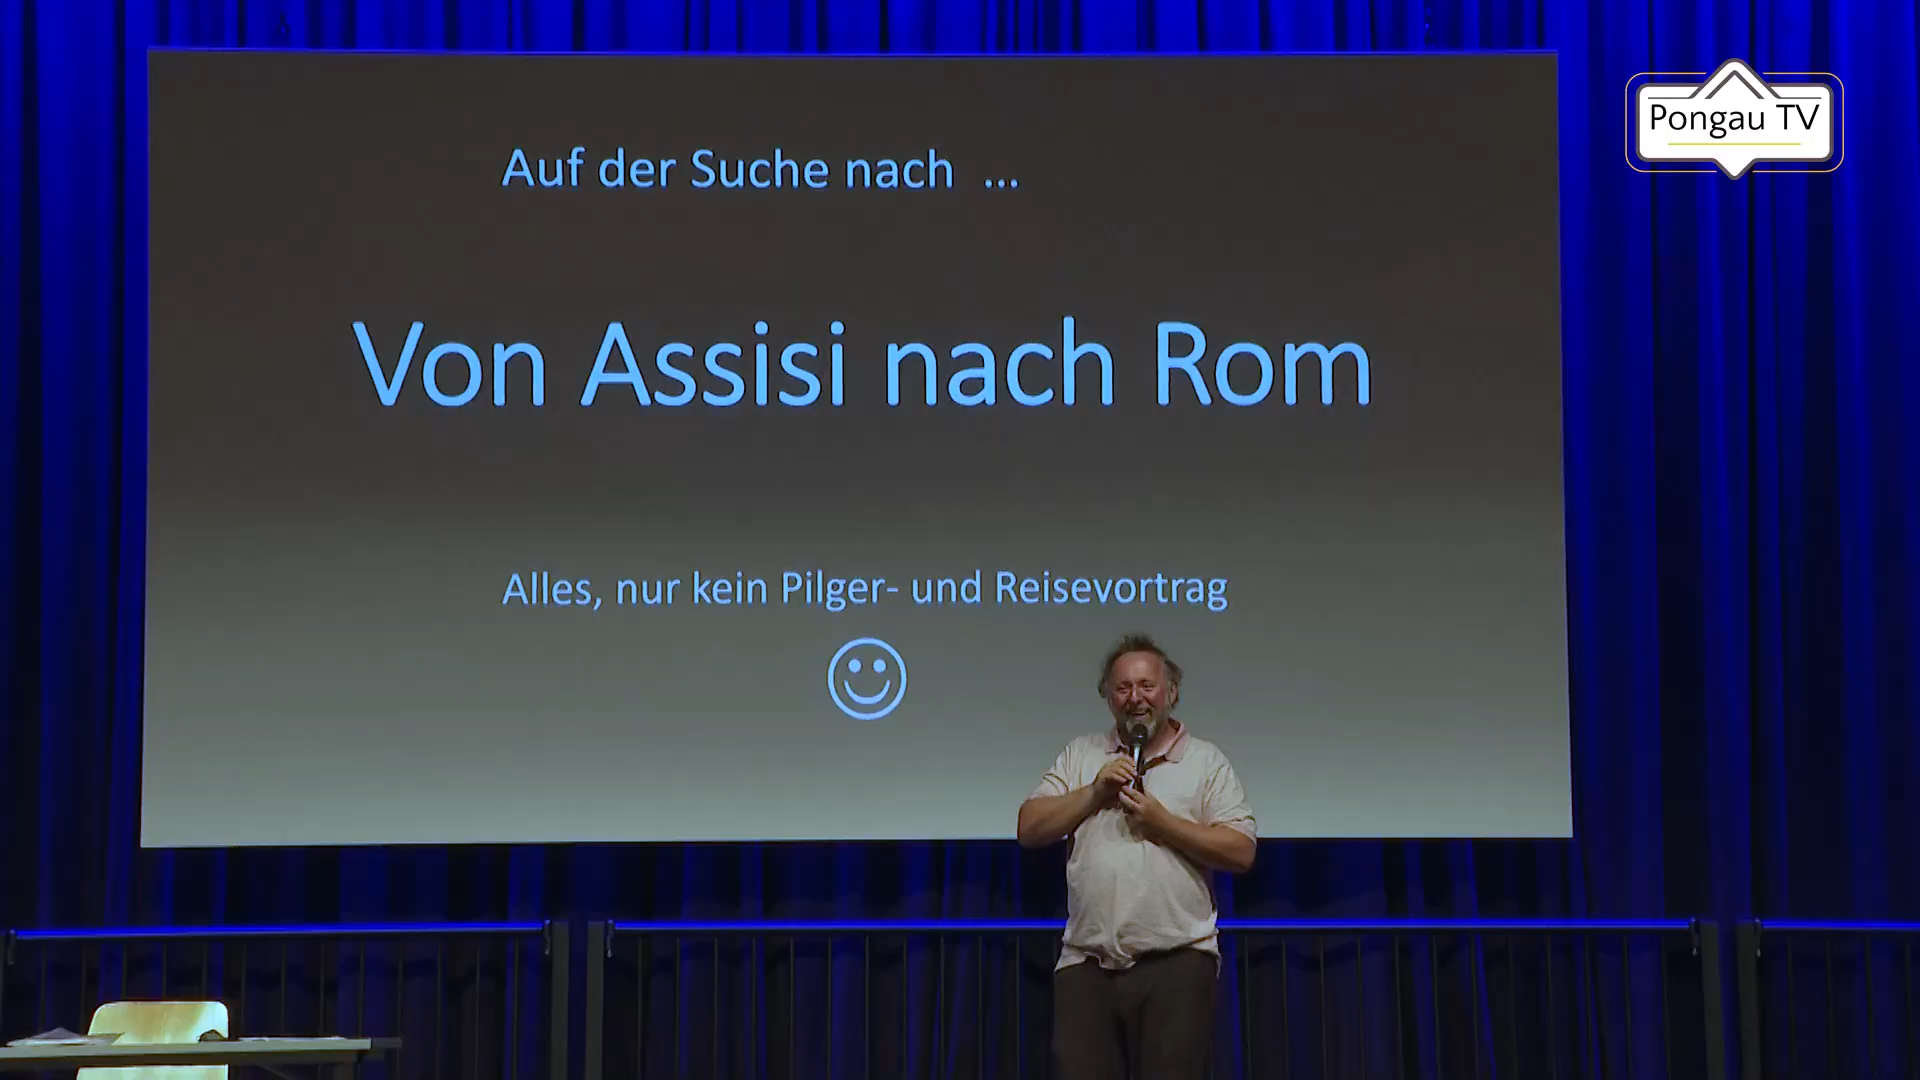 Pongau TV
Auf der Suche nach ...
Von Assisi nach Rom
Alles, nur kein Pilger- und Reisevortrag